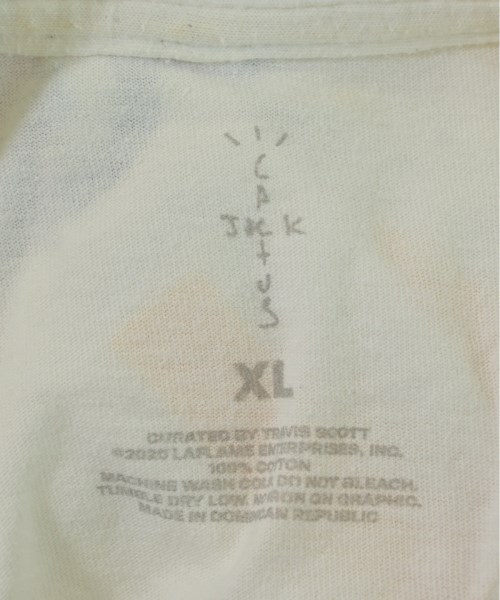 CACTUS
JACK
XL
CURATED BY TRAVIS SCOTT
©2020 LAFLAME ENTERPRISES, INC.
100% COTTON
MACHINE WASH COLD DO NOT BLEACH.
TUMBLE DRY LOW. IRON ON GRAPHIC.
MADE IN DOMINICAN REPUBLIC